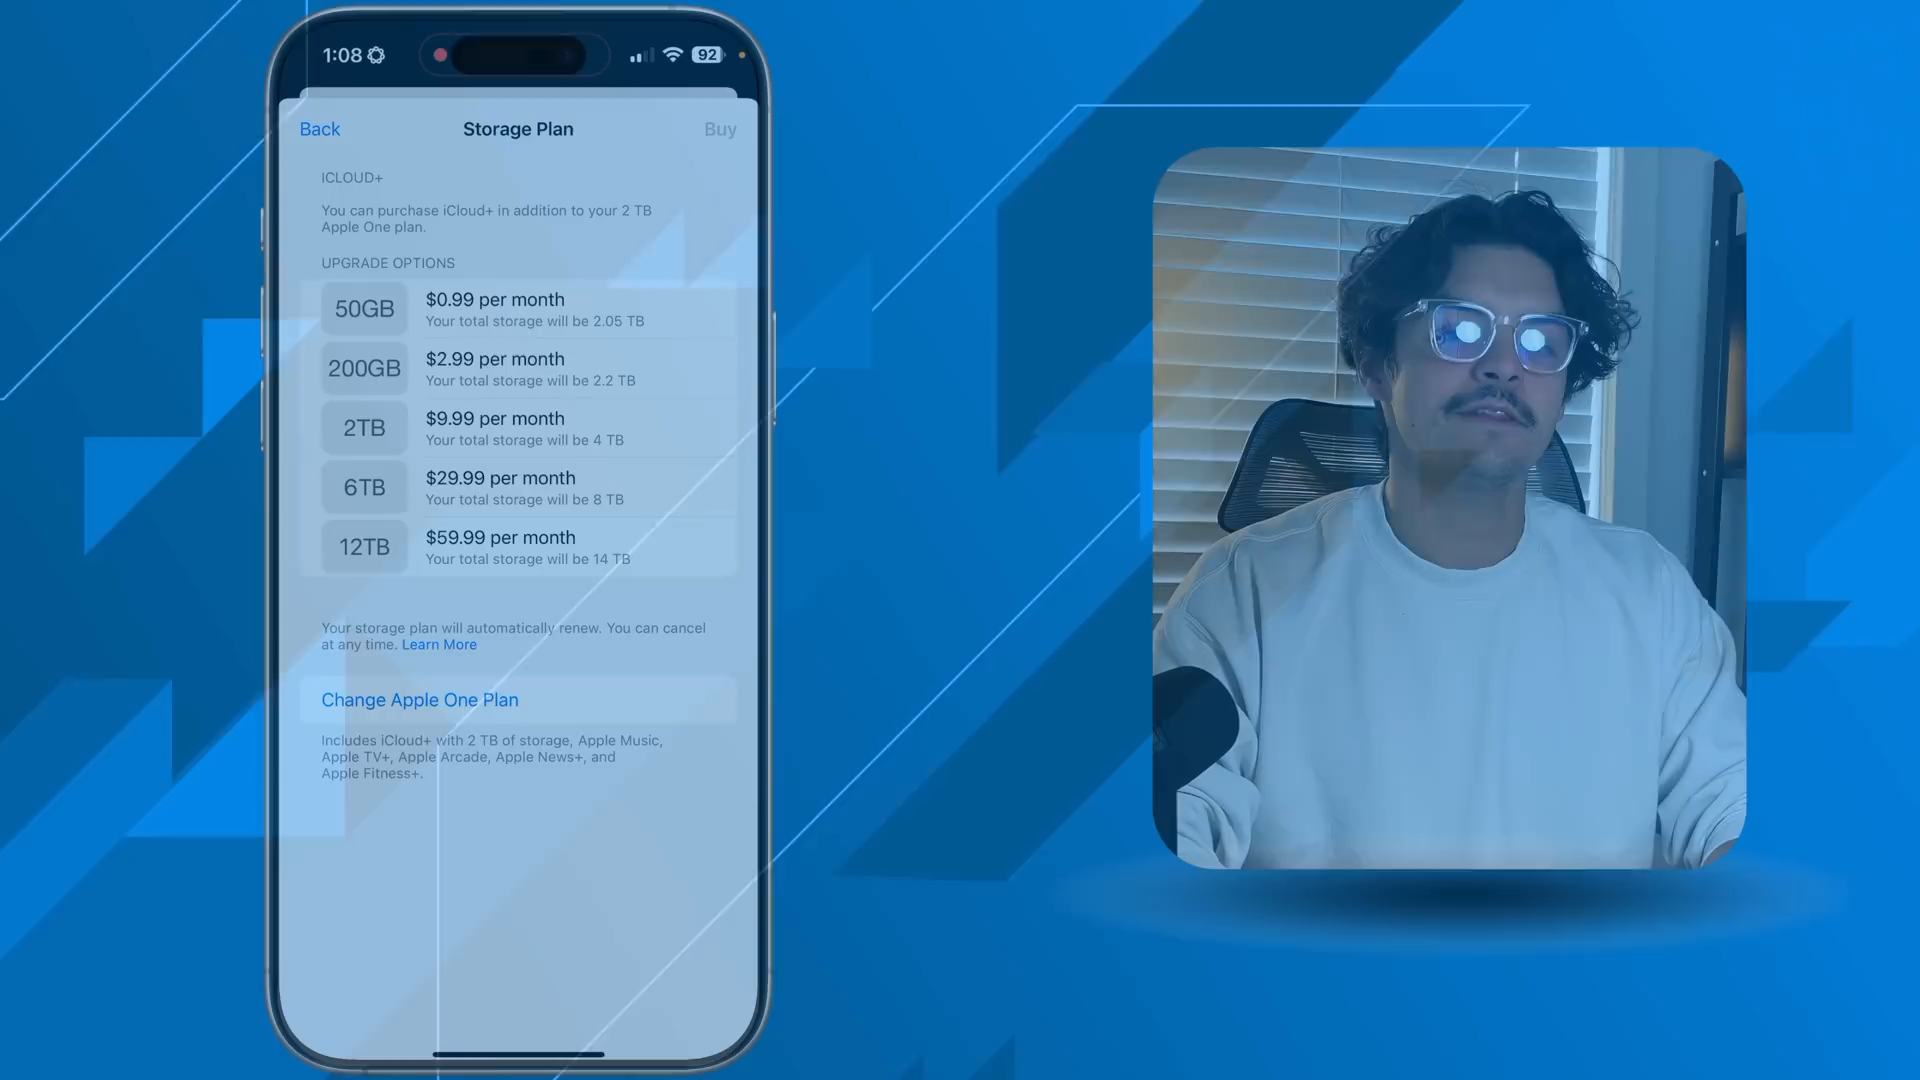 1:08
92
Back
Storage Plan
Buy
ICLOUD+
You can purchase iCloud+ in addition to your 2 TB
Apple One plan.
UPGRADE OPTIONS
50GB
$0.99 per month
Your total storage will be 2.05 TB
200GB
$2.99 per month
Your total storage will be 2.2 TB
2TB
$9.99 per month
Your total storage will be 4 TB
6TB
$29.99 per month
Your total storage will be 8 TB
12TB
$59.99 per month
Your total storage will be 14 TB
Your storage plan will automatically renew. You can cancel
at any time. Learn More
Change Apple One Plan
Includes iCloud+ with 2 TB of storage, Apple Music,
Apple TV+, Apple Arcade, Apple News+, and
Apple Fitness+.